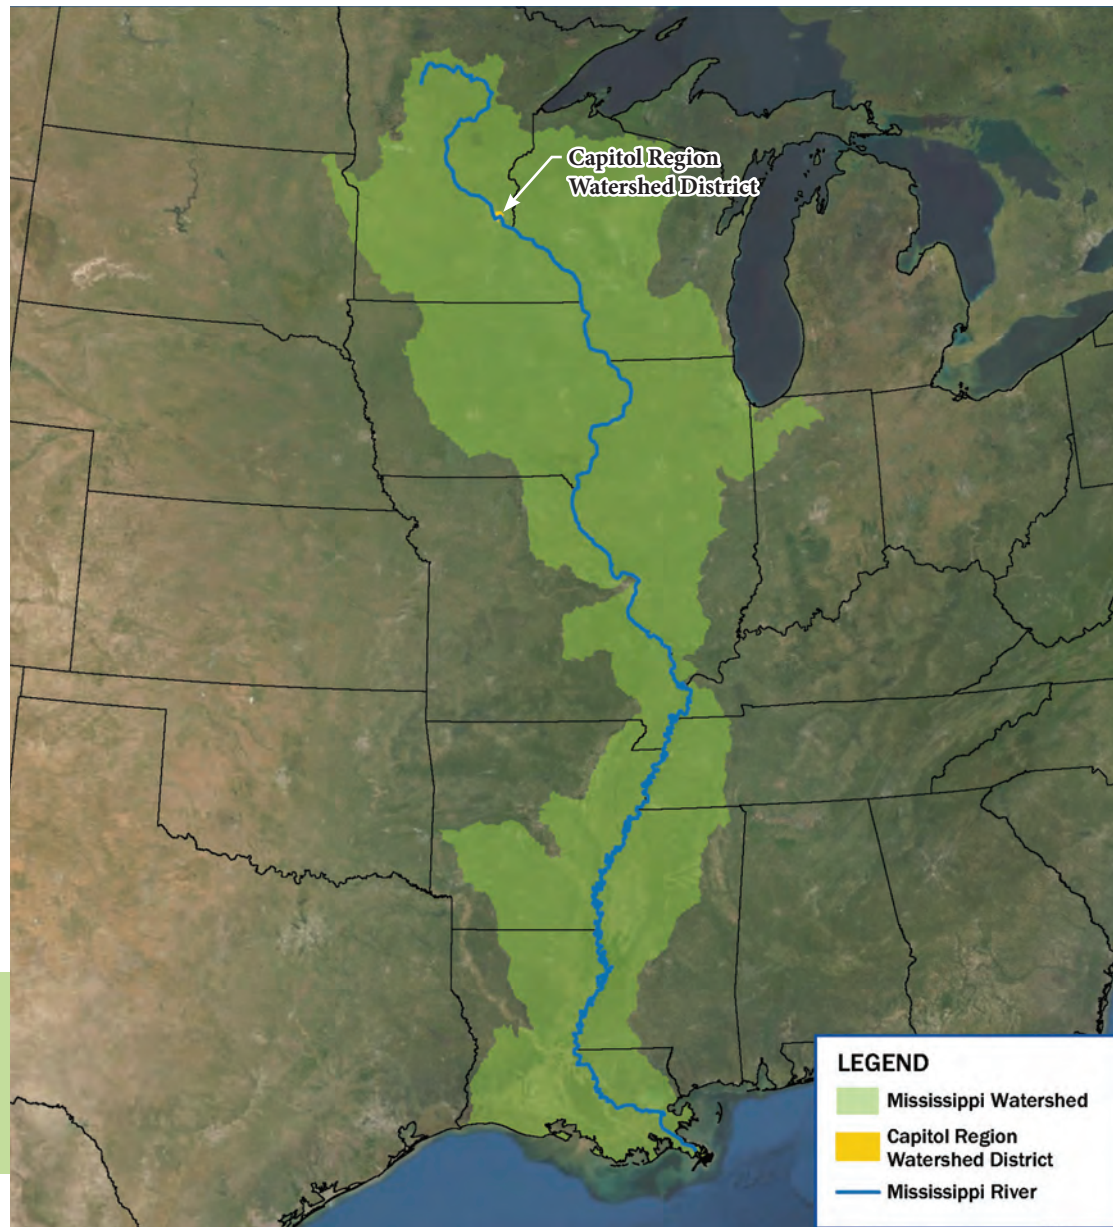 Capitol Region
Watershed District
LEGEND
Mississippi Watershed
Capitol Region
Watershed District
Mississippi River